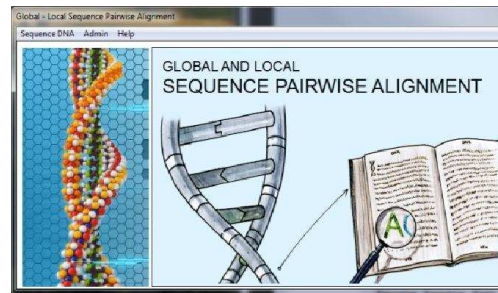 Global - Local Sequence Pairwise Alignment
Sequence DNA Admin Help
GLOBAL AND LOCAL
SEQUENCE PAIRWISE ALIGNMENT
A